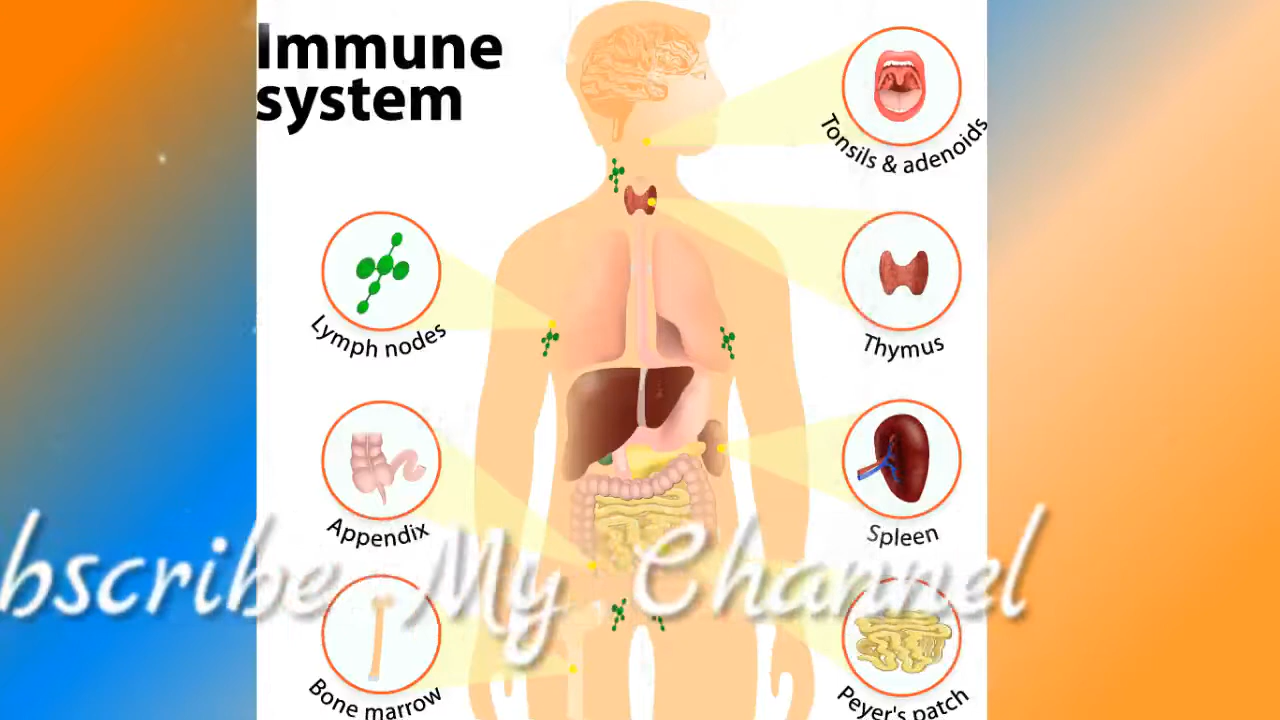 Immune
system
Tonsils & adenoids
Lymph nodes
Thymus
Appendix
Spleen
bscribe My Channel
Bone marrow
Peyer's patch